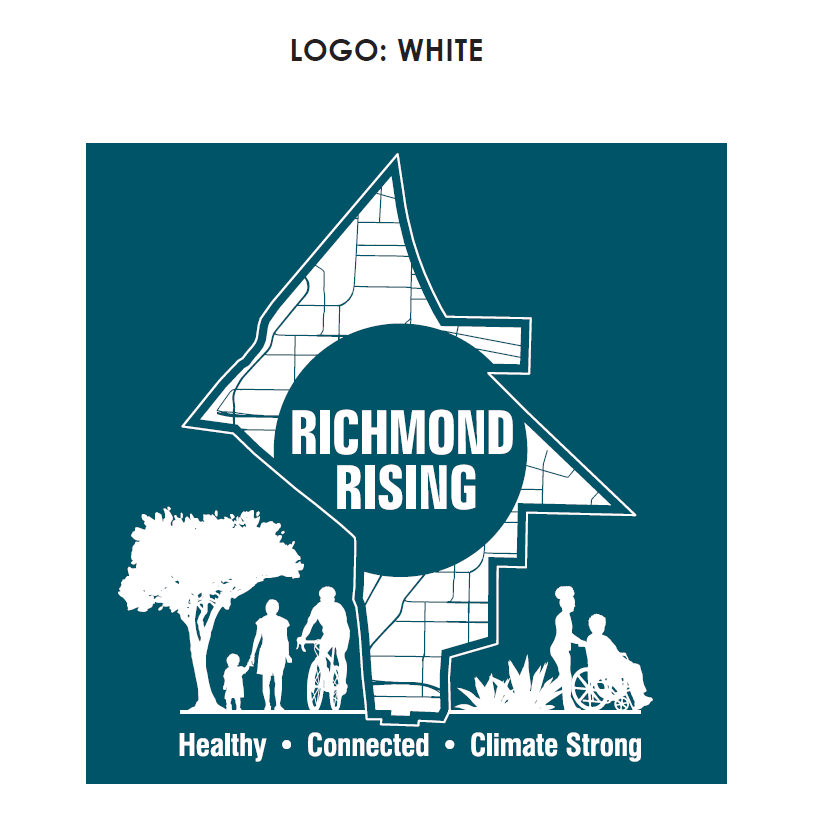 LOGO: WHITE
RICHMOND
RISING
Healthy • Connected • Climate Strong